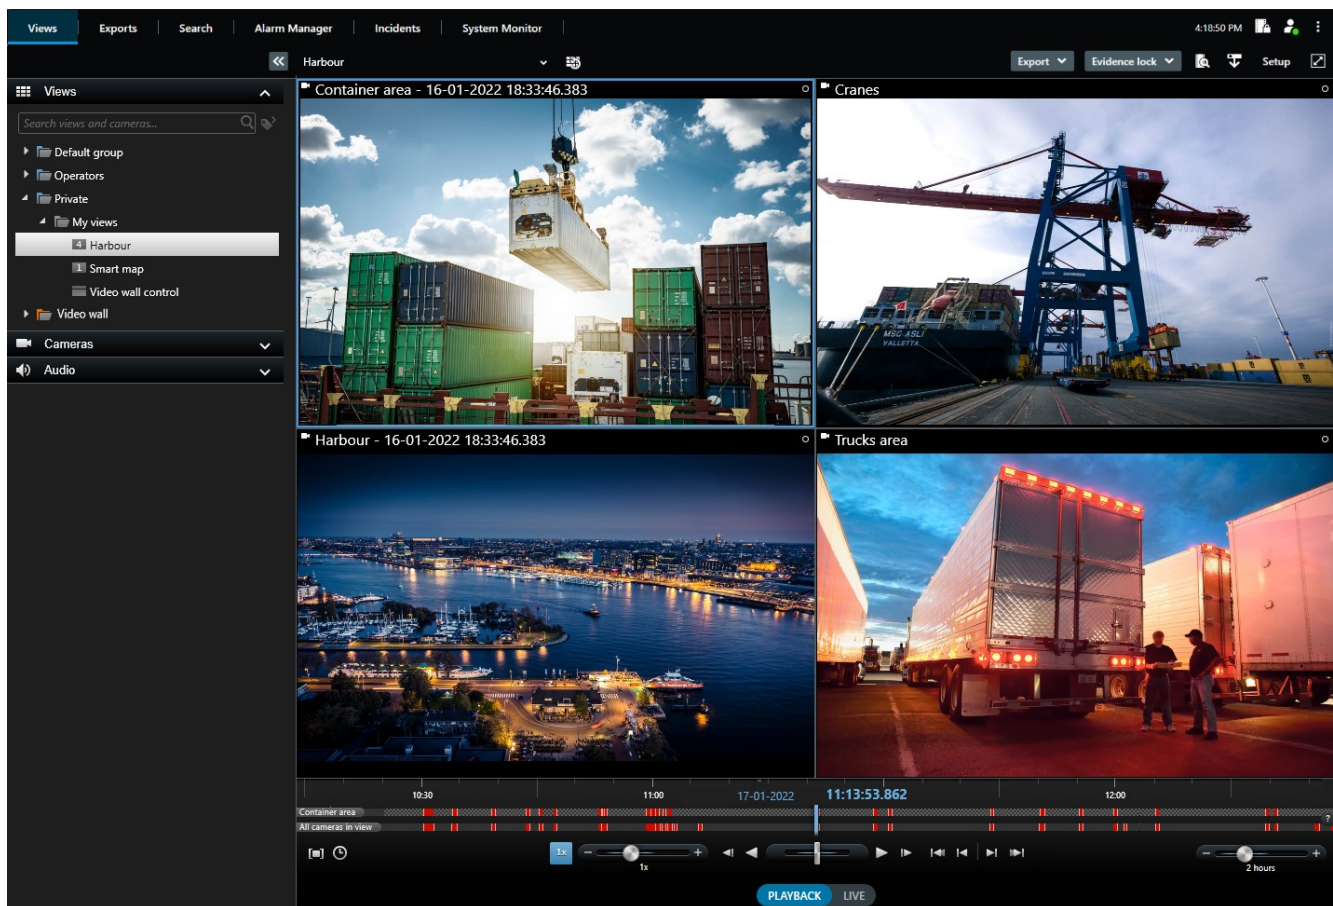 Views Exports Search Alarm Manager Incidents System Monitor 4:18:50 PM
Harbour Export Evidence lock Setup
Views
Search views and cameras...
Default group
Operators
Private
My views
4 Harbour
1 Smart map
Video wall control
Video wall
Cameras
Audio
Container area - 16-01-2022 18:33:46.383
Cranes
MSC ASLI
VALLETTA
Harbour - 16-01-2022 18:33:46.383
Trucks area
10:30 11:00 17-01-2022 11:13:53.862 12:00
Container area
All cameras in view
?
1x
1x
2 hours
PLAYBACK LIVE